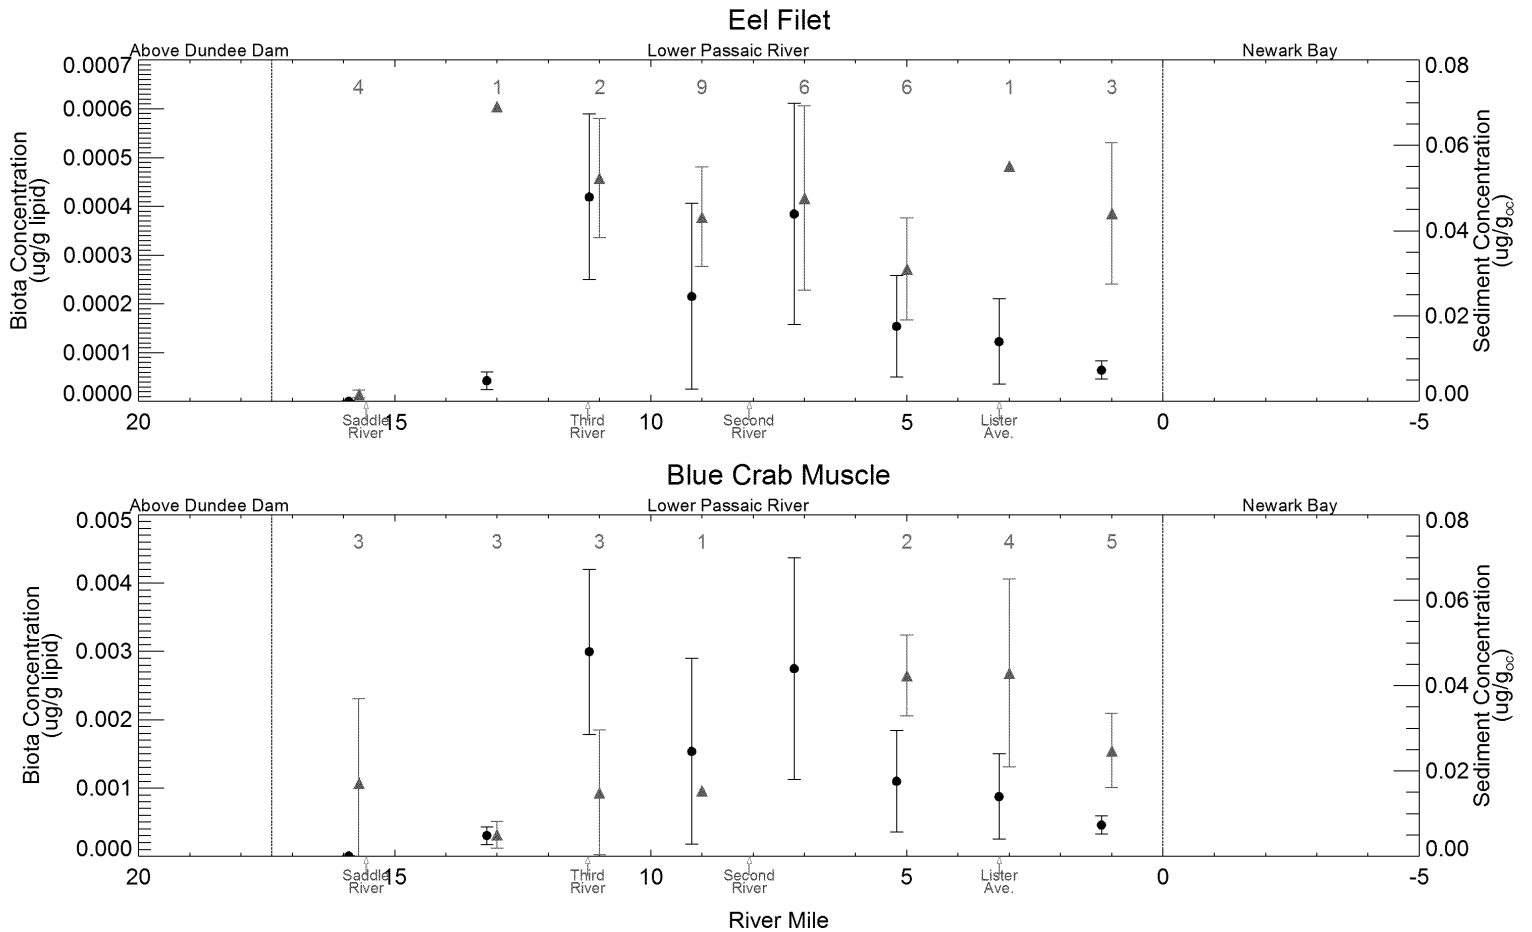 Eel Filet
Above Dundee Dam Lower Passaic River Newark Bay
0.0007 0.08
4 1 2 9 6 6 1 3
0.0006
0.06
0.0005
0.0004
0.04
0.0003
0.0002
0.02
0.0001
0.0000 0.00
Biota Concentration
(ug/g lipid)
Sediment Concentration
(ug/goc)
20 15 10 5 0 -5
Saddle River
Third River
Second River
Lister Ave.
Blue Crab Muscle
Above Dundee Dam Lower Passaic River Newark Bay
0.005 0.08
3 3 3 1 2 4 5
0.004
0.06
0.003
0.04
0.002
0.02
0.001
0.000 0.00
Biota Concentration
(ug/g lipid)
Sediment Concentration
(ug/goc)
20 15 10 5 0 -5
Saddle River
Third River
Second River
Lister Ave.
River Mile